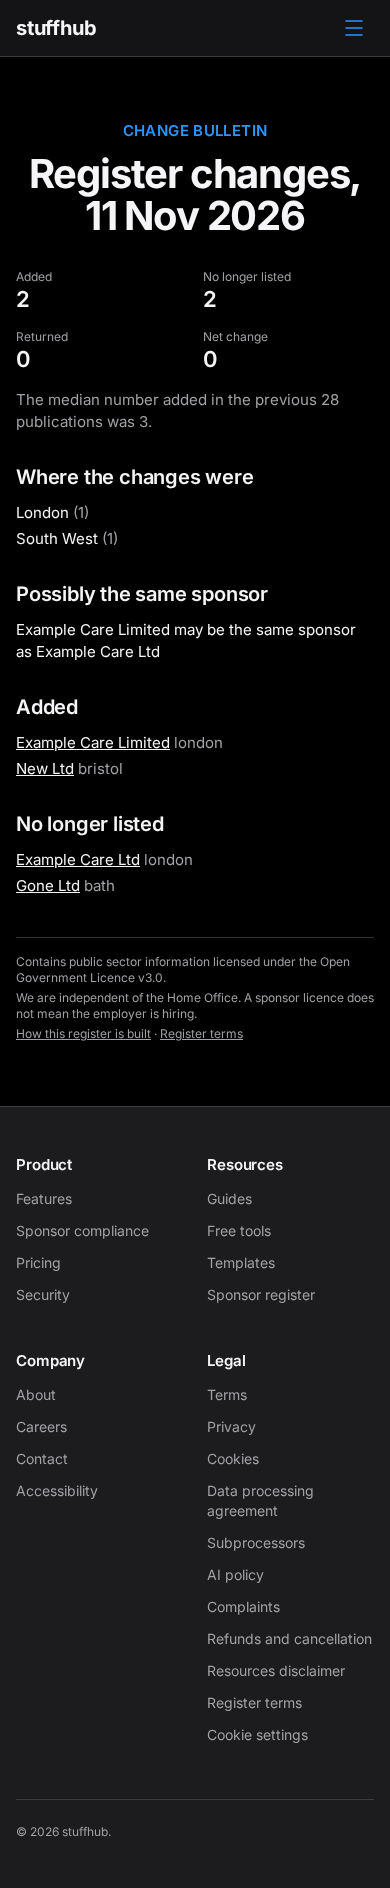 stuffhub
CHANGE BULLETIN
Register changes,
11 Nov 2026
Added
2
No longer listed
2
Returned
0
Net change
0
The median number added in the previous 28
publications was 3.
Where the changes were
London (1)
South West (1)
Possibly the same sponsor
Example Care Limited may be the same sponsor
as Example Care Ltd
Added
Example Care Limited london
New Ltd bristol
No longer listed
Example Care Ltd london
Gone Ltd bath
Contains public sector information licensed under the Open
Government Licence v3.0.
We are independent of the Home Office. A sponsor licence does
not mean the employer is hiring.
How this register is built · Register terms
Product
Features
Sponsor compliance
Pricing
Security
Resources
Guides
Free tools
Templates
Sponsor register
Company
About
Careers
Contact
Accessibility
Legal
Terms
Privacy
Cookies
Data processing
agreement
Subprocessors
AI policy
Complaints
Refunds and cancellation
Resources disclaimer
Register terms
Cookie settings
© 2026 stuffhub.